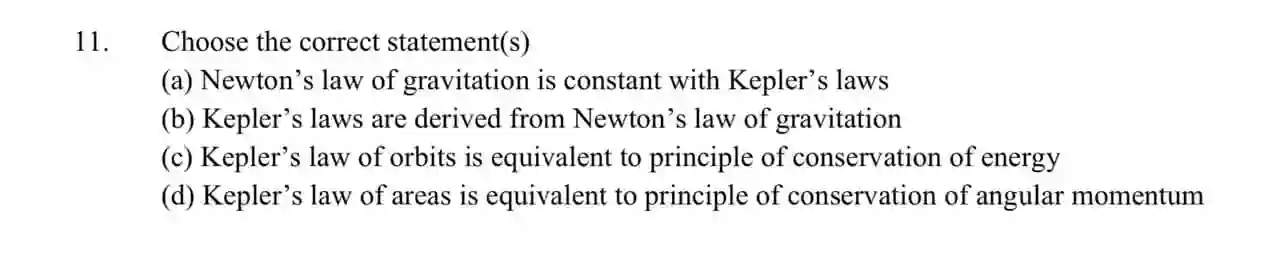 11. Choose the correct statement(s)
(a) Newton’s law of gravitation is constant with Kepler’s laws
(b) Kepler’s laws are derived from Newton’s law of gravitation
(c) Kepler’s law of orbits is equivalent to principle of conservation of energy
(d) Kepler’s law of areas is equivalent to principle of conservation of angular momentum